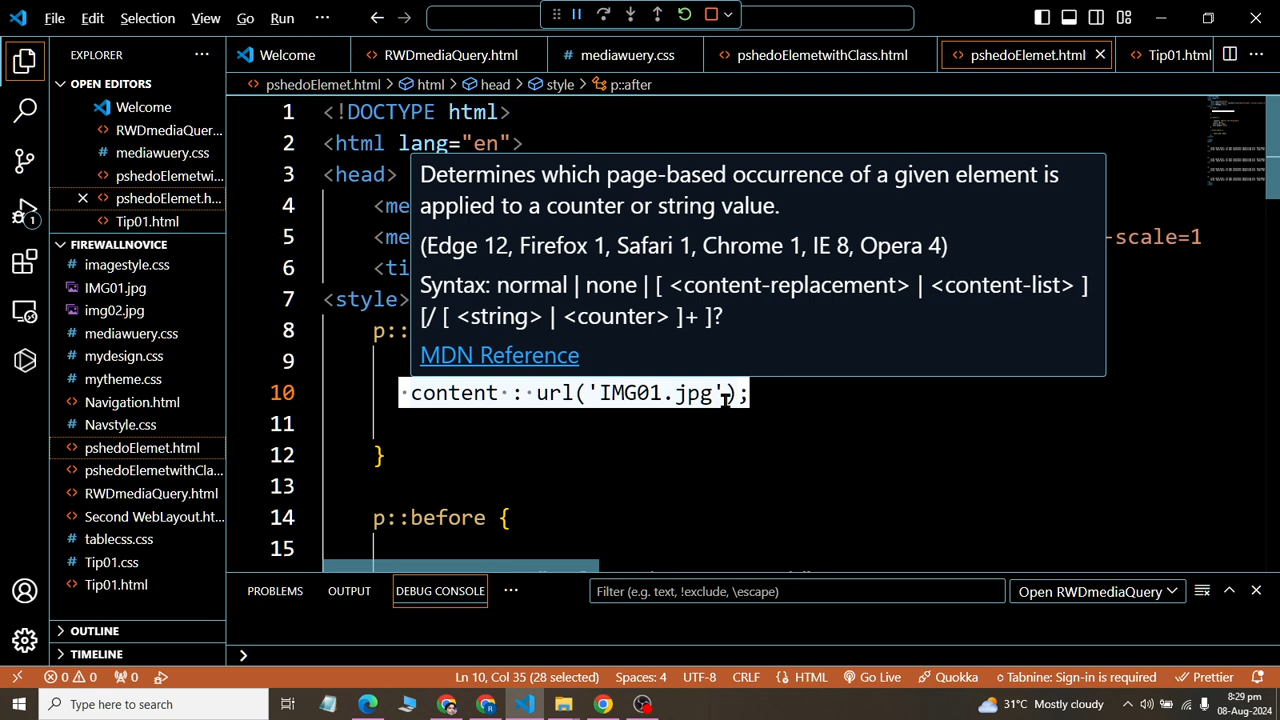 File Edit Selection View Go Run ···
EXPLORER ···
OPEN EDITORS
Welcome
RWDmediaQuer...
mediawuery.css
pshedoElemetwi...
pshedoElemet.h...
Tip01.html
1
FIREWALLNOVICE
imagestyle.css
IMG01.jpg
img02.jpg
mediawuery.css
mydesign.css
mytheme.css
Navigation.html
Navstyle.css
pshedoElemet.html
pshedoElemetwithCla...
RWDmediaQuery.html
Second WebLayout.ht...
tablecss.css
Tip01.css
Tip01.html
OUTLINE
TIMELINE
Welcome RWDmediaQuery.html mediawuery.css pshedoElemetwithClass.html pshedoElemet.html Tip01.html ···
pshedoElemet.html > html > head > style > p::after
1 <!DOCTYPE html>
2 <html lang="en">
3 <head>
4 <me
5 <me -scale=1
6 <ti
7 <style>
8 p::
9
10 content : url('IMG01.jpg');
11
12 }
13
14 p::before {
15
Determines which page-based occurrence of a given element is
applied to a counter or string value.
(Edge 12, Firefox 1, Safari 1, Chrome 1, IE 8, Opera 4)
Syntax: normal | none | [ <content-replacement> | <content-list> ]
[/ [ <string> | <counter> ]+ ]?
MDN Reference
PROBLEMS OUTPUT DEBUG CONSOLE ··· Filter (e.g. text, !exclude, \escape) Open RWDmediaQuery
0 0 0 Ln 10, Col 35 (28 selected) Spaces: 4 UTF-8 CRLF HTML Go Live Quokka Tabnine: Sign-in is required Prettier
Type here to search 31°C Mostly cloudy 8:29 pm
08-Aug-2024